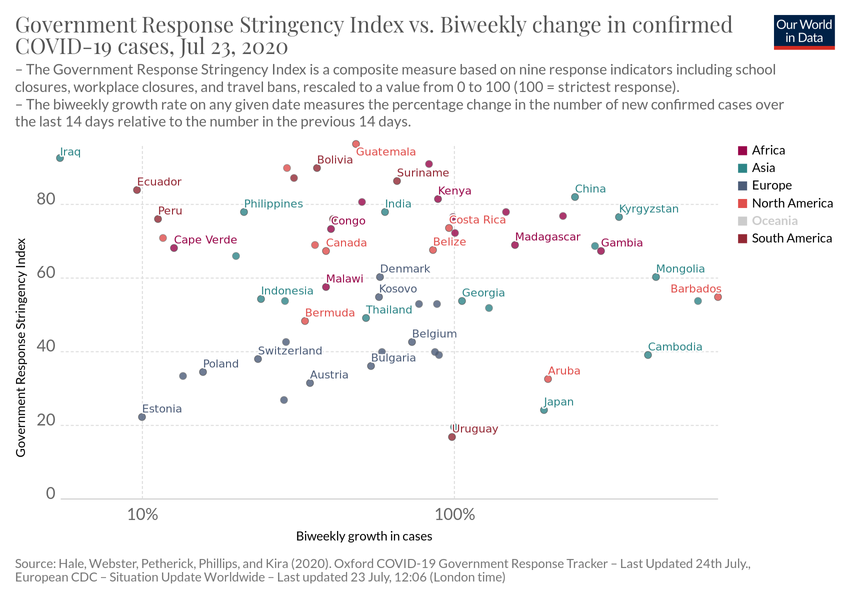 Government Response Stringency Index vs. Biweekly change in confirmed
COVID-19 cases, Jul 23, 2020
Our World
in Data
– The Government Response Stringency Index is a composite measure based on nine response indicators including school
closures, workplace closures, and travel bans, rescaled to a value from 0 to 100 (100 = strictest response).
– The biweekly growth rate on any given date measures the percentage change in the number of new confirmed cases over
the last 14 days relative to the number in the previous 14 days.
Iraq
Guatemala
Bolivia
Suriname
Ecuador
Kenya
China
80
Philippines
India
Kyrgyzstan
Peru
Congo
Costa Rica
Cape Verde
Canada
Belize
Madagascar
Gambia
Denmark
Mongolia
60
Malawi
Indonesia
Kosovo
Georgia
Barbados
Bermuda
Thailand
Belgium
40
Switzerland
Bulgaria
Cambodia
Poland
Austria
Aruba
Estonia
Japan
20
Uruguay
0
10%
100%
Government Response Stringency Index
Biweekly growth in cases
Africa
Asia
Europe
North America
Oceania
South America
Source: Hale, Webster, Petherick, Phillips, and Kira (2020). Oxford COVID-19 Government Response Tracker – Last Updated 24th July.,
European CDC – Situation Update Worldwide – Last updated 23 July, 12:06 (London time)